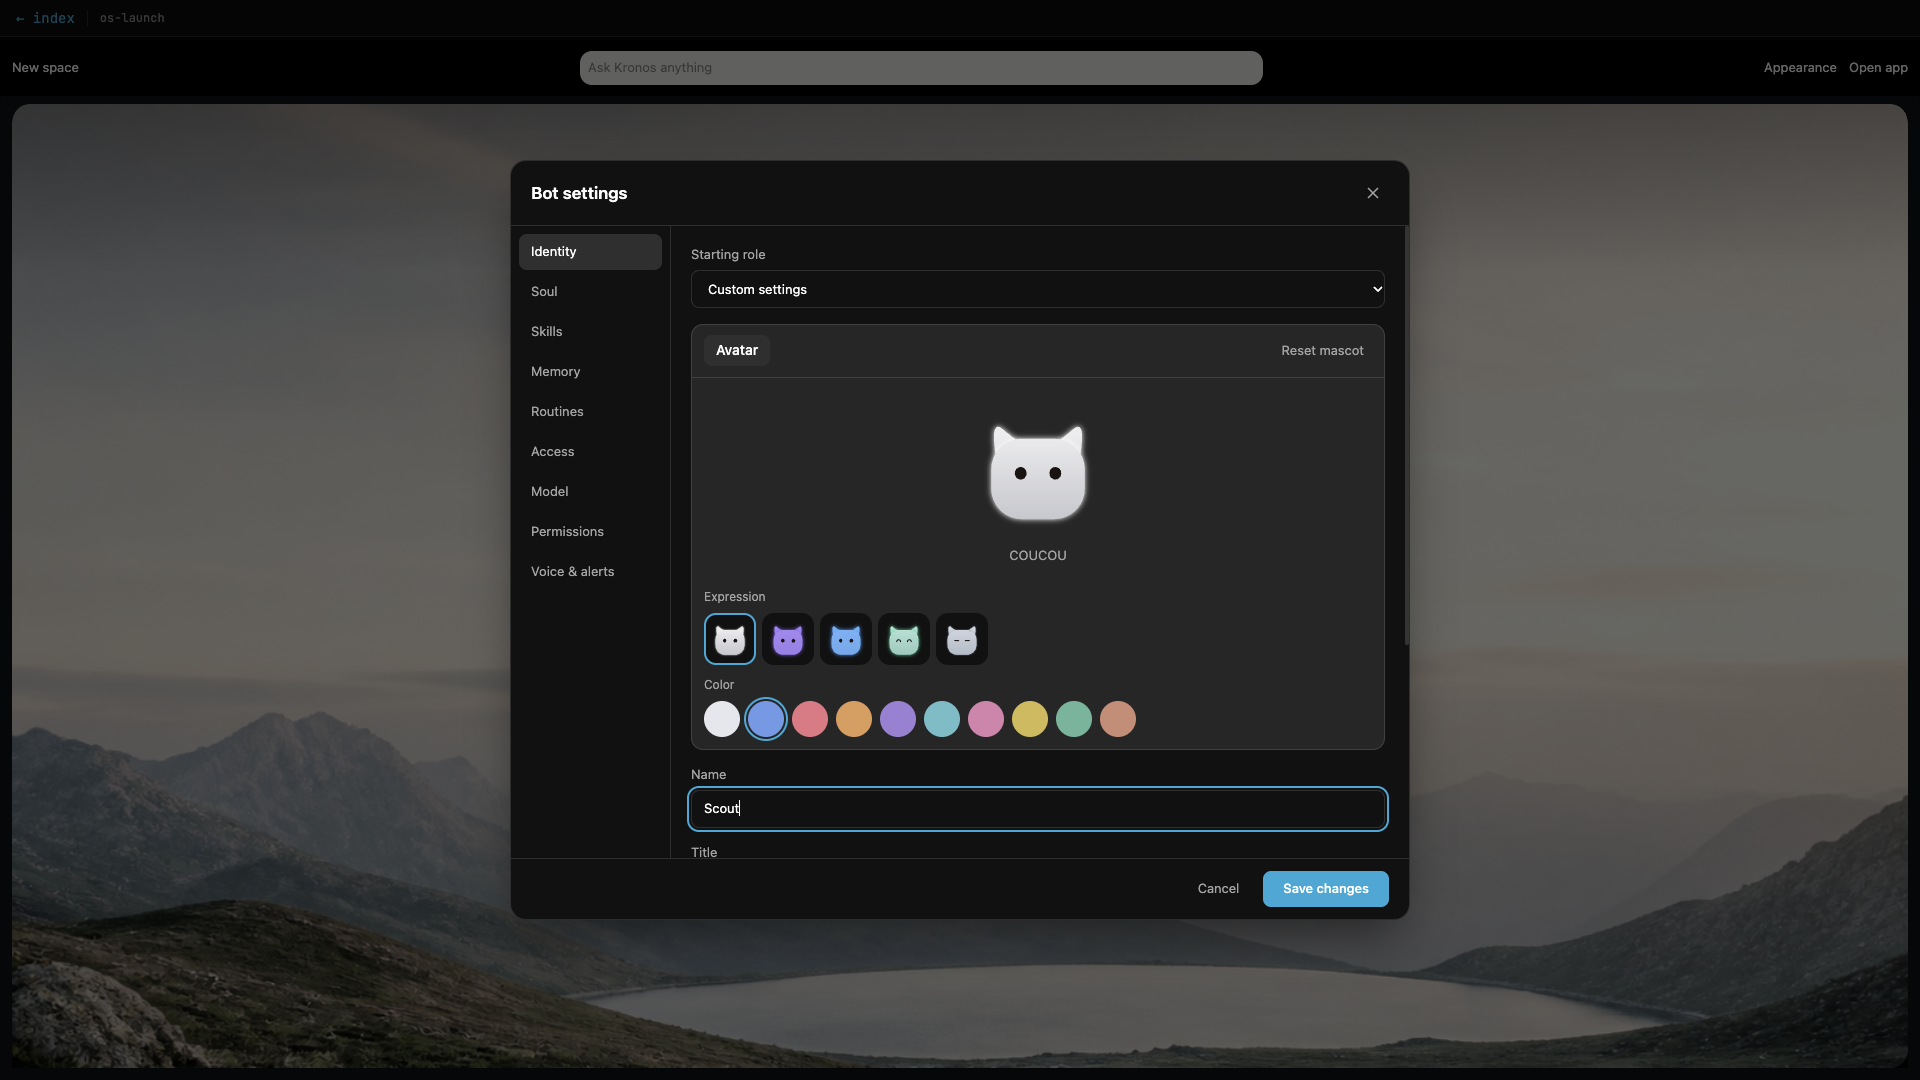 ← index
os-launch
New space
Ask Kronos anything
Appearance
Open app
Bot settings
Identity
Soul
Skills
Memory
Routines
Access
Model
Permissions
Voice & alerts
Starting role
Custom settings
Avatar
Reset mascot
COUCOU
Expression
Color
Name
Scout
Title
Cancel
Save changes